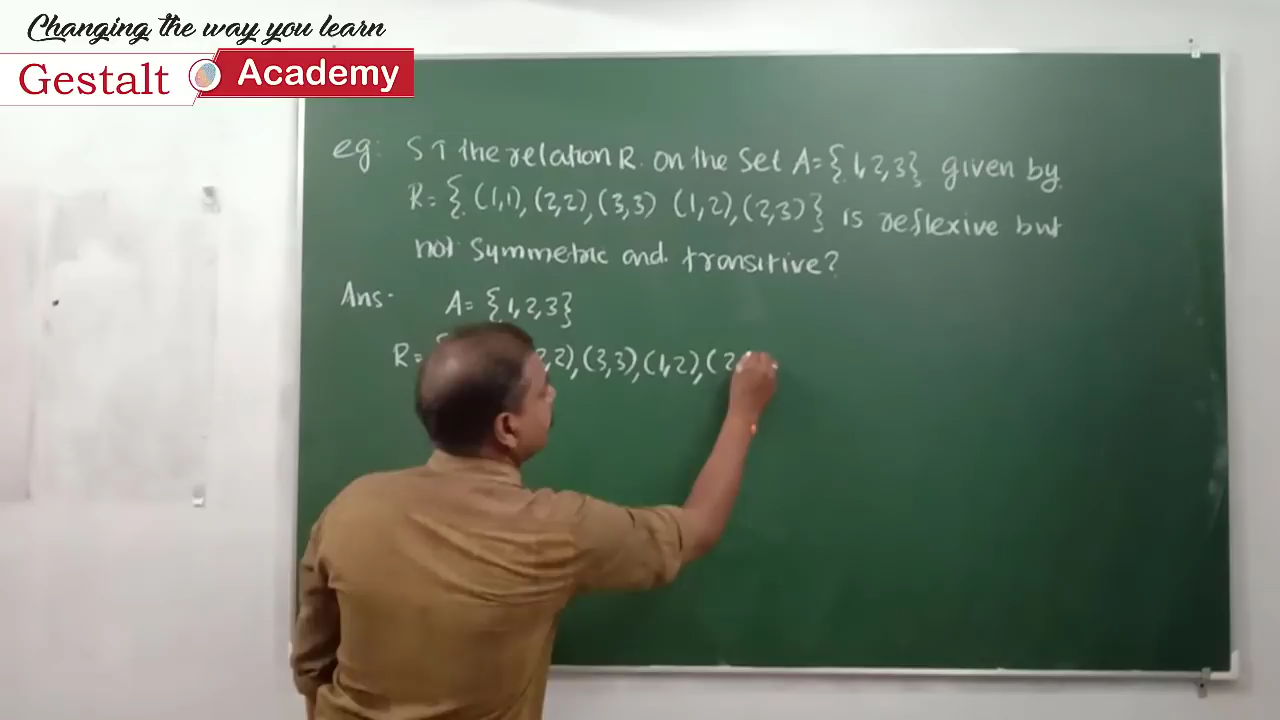 Changing the way you learn
Gestalt Academy
eg: S T the relation R on the set A = {1, 2, 3} given by
R = { (1,1), (2,2), (3,3) (1,2), (2,3) } is reflexive but
not symmetric and transitive?
Ans: A = {1, 2, 3}
R = { ,2), (3,3), (1,2), (2,